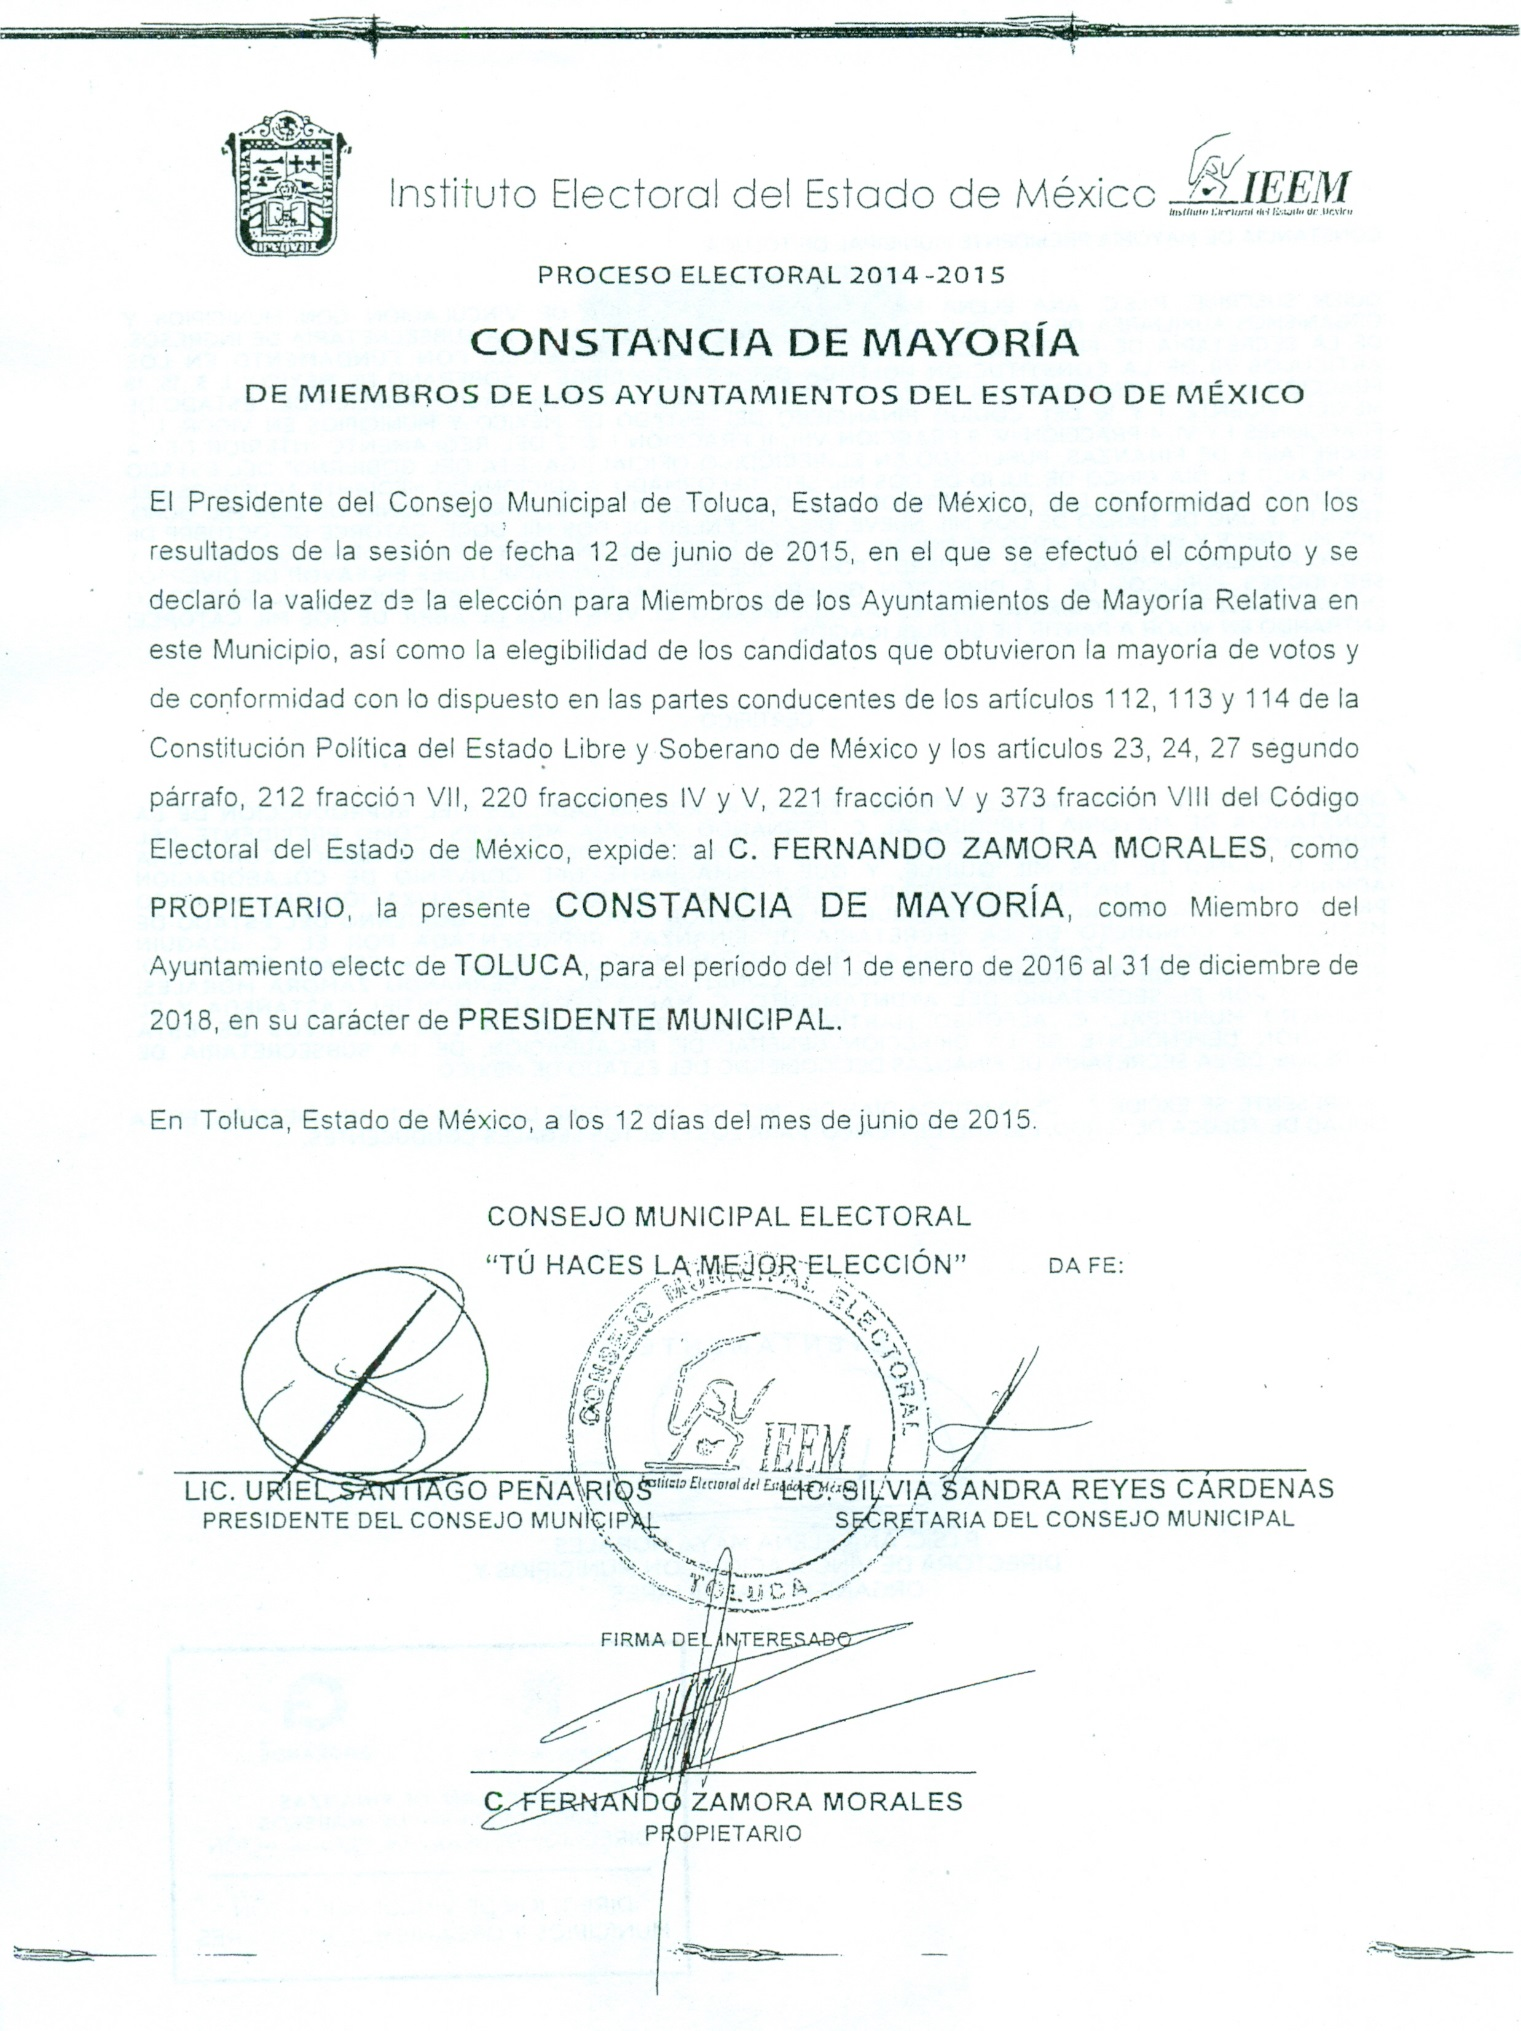 Instituto Electoral del Estado de México
IEEM
Instituto Electoral del Estado de México
PROCESO ELECTORAL 2014-2015
CONSTANCIA DE MAYORÍA
DE MIEMBROS DE LOS AYUNTAMIENTOS DEL ESTADO DE MÉXICO
El Presidente del Consejo Municipal de Toluca, Estado de México, de conformidad con los
resultados de la sesión de fecha 12 de junio de 2015, en el que se efectuó el cómputo y se
declaró la validez de la elección para Miembros de los Ayuntamientos de Mayoría Relativa en
este Municipio, así como la elegibilidad de los candidatos que obtuvieron la mayoría de votos y
de conformidad con lo dispuesto en las partes conducentes de los artículos 112, 113 y 114 de la
Constitución Política del Estado Libre y Soberano de México y los artículos 23, 24, 27 segundo
párrafo, 212 fracción VII, 220 fracciones IV y V, 221 fracción V y 373 fracción VIII del Código
Electoral del Estado de México, expide: al C. FERNANDO ZAMORA MORALES, como
PROPIETARIO, la presente CONSTANCIA DE MAYORÍA, como Miembro del
Ayuntamiento electo de TOLUCA, para el período del 1 de enero de 2016 al 31 de diciembre de
2018, en su carácter de PRESIDENTE MUNICIPAL.
En Toluca, Estado de México, a los 12 días del mes de junio de 2015.
CONSEJO MUNICIPAL ELECTORAL
“TÚ HACES LA MEJOR ELECCIÓN” DA FE:
CONSEJO MUNICIPAL ELECTORAL
IEEM
Instituto Electoral del Estado de México
TOLUCA
LIC. URIEL SANTIAGO PEÑA RIOS LIC. SILVIA SANDRA REYES CÁRDENAS
PRESIDENTE DEL CONSEJO MUNICIPAL SECRETARIA DEL CONSEJO MUNICIPAL
FIRMA DEL INTERESADO
C. FERNANDO ZAMORA MORALES
PROPIETARIO